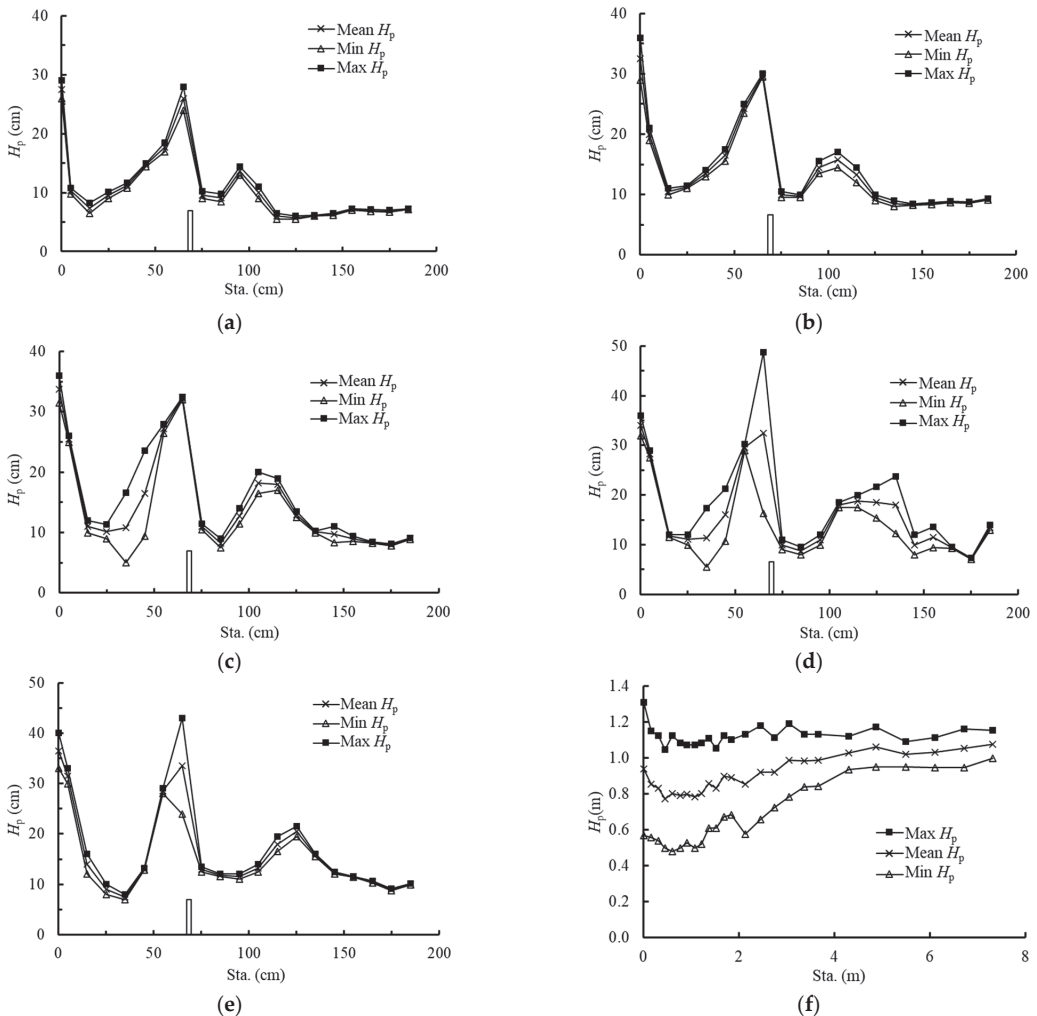 40
30
20
10
0
H_p (cm)
Mean H_p
Min H_p
Max H_p
0 50 100 150 200
Sta. (cm)
(a)
40
30
20
10
0
H_p (cm)
Mean H_p
Min H_p
Max H_p
0 50 100 150 200
Sta. (cm)
(b)
40
30
20
10
0
H_p (cm)
Mean H_p
Min H_p
Max H_p
0 50 100 150 200
Sta. (cm)
(c)
50
40
30
20
10
0
H_p (cm)
Mean H_p
Min H_p
Max H_p
0 50 100 150 200
Sta. (cm)
(d)
50
40
30
20
10
0
H_p (cm)
Mean H_p
Min H_p
Max H_p
0 50 100 150 200
Sta. (cm)
(e)
1.4
1.2
1.0
0.8
0.6
0.4
0.2
0.0
H_p(m)
Max H_p
Mean H_p
Min H_p
0 2 4 6 8
Sta. (m)
(f)